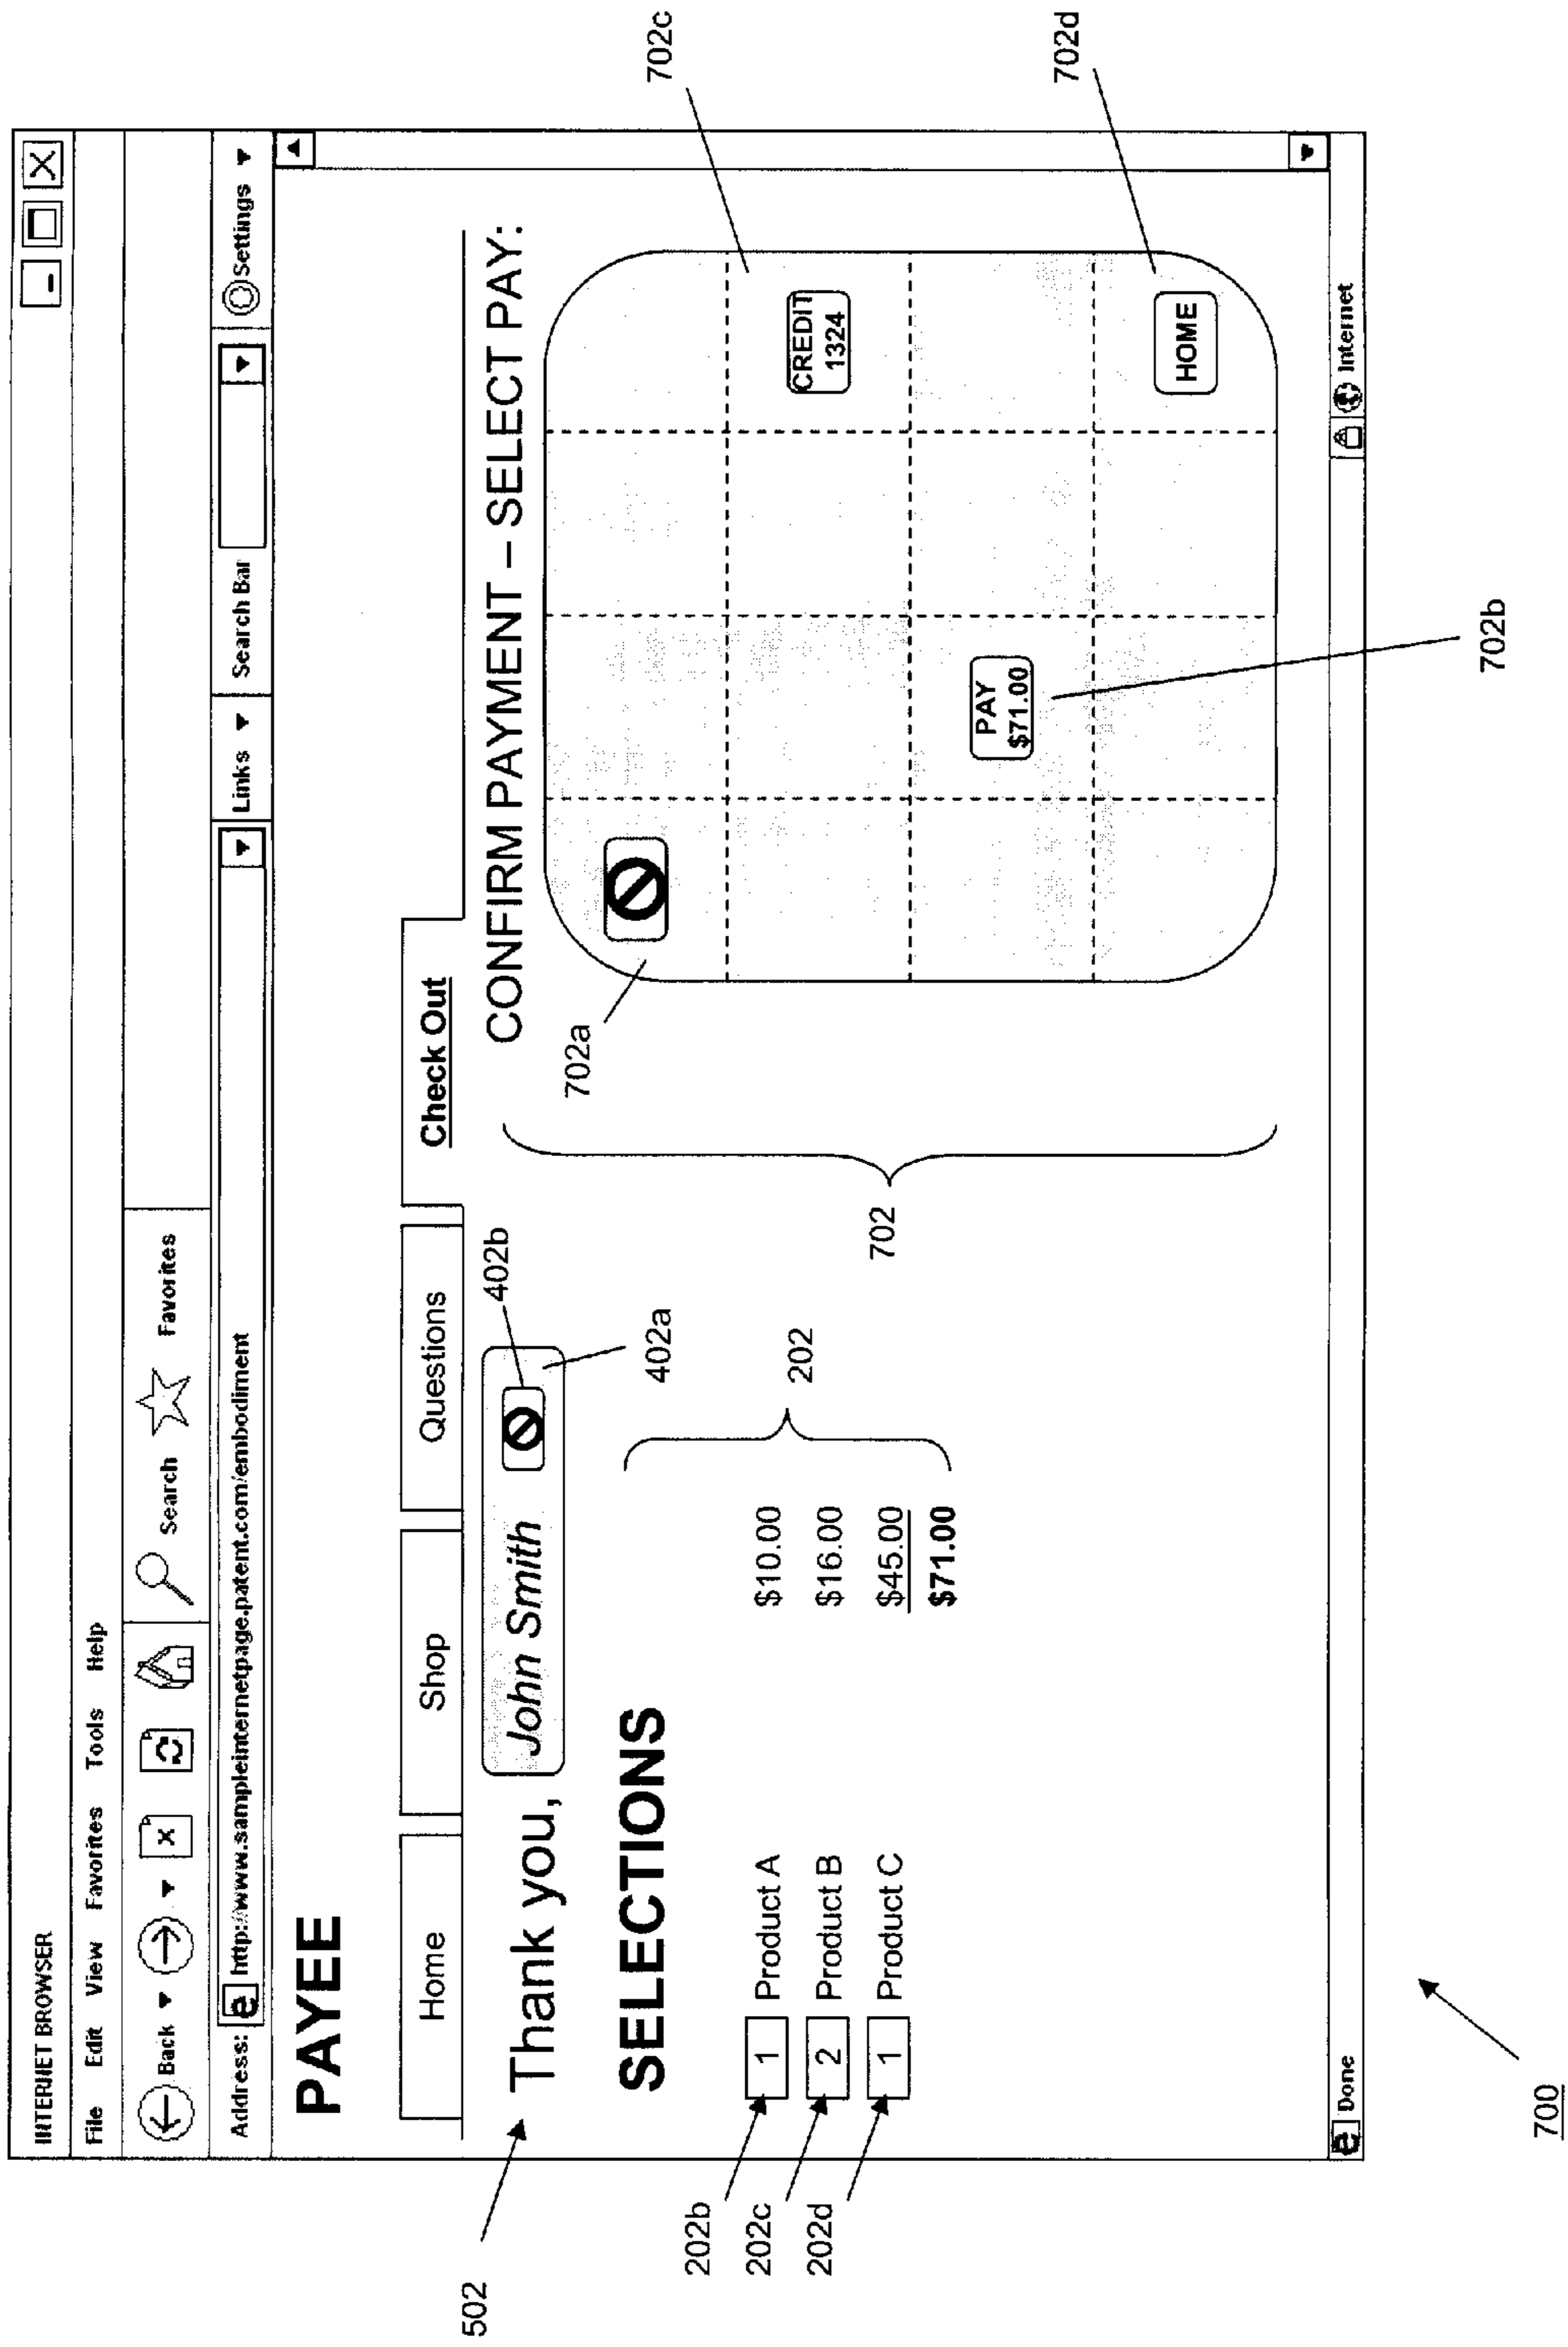 INTERNET BROWSER
File Edit View Favorites Tools Help
Back Search Favorites
Address: e http://www.sampleinternetpage.patent.com/embodiment Links Search Bar Settings
PAYEE
Home Shop Questions Check Out
502
Thank you, John Smith
402b
402a
SELECTIONS
202b 1 Product A $10.00
202c 2 Product B $16.00
202d 1 Product C $45.00
$71.00
202
CONFIRM PAYMENT – SELECT PAY:
702a
702
CREDIT
1324
702c
PAY
$71.00
702b
HOME
702d
e Done Internet
700